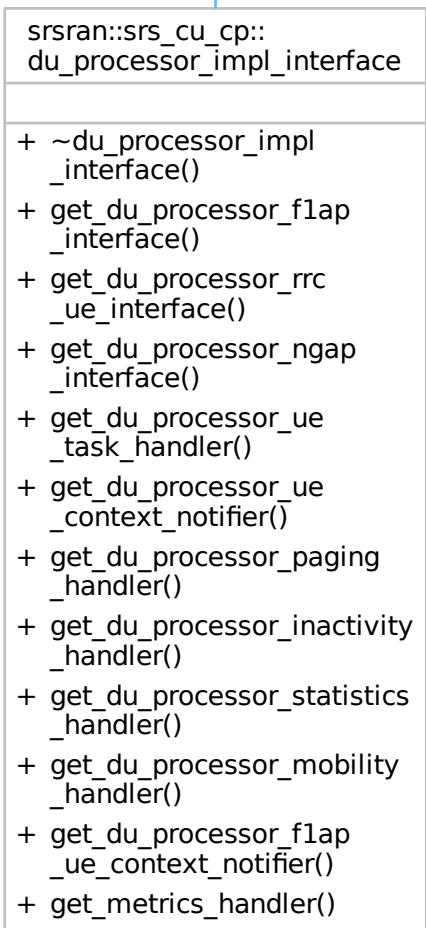 srsran::srs_cu_cp::
du_processor_impl_interface
+ ~du_processor_impl
_interface()
+ get_du_processor_f1ap
_interface()
+ get_du_processor_rrc
_ue_interface()
+ get_du_processor_ngap
_interface()
+ get_du_processor_ue
_task_handler()
+ get_du_processor_ue
_context_notifier()
+ get_du_processor_paging
_handler()
+ get_du_processor_inactivity
_handler()
+ get_du_processor_statistics
_handler()
+ get_du_processor_mobility
_handler()
+ get_du_processor_f1ap
_ue_context_notifier()
+ get_metrics_handler()